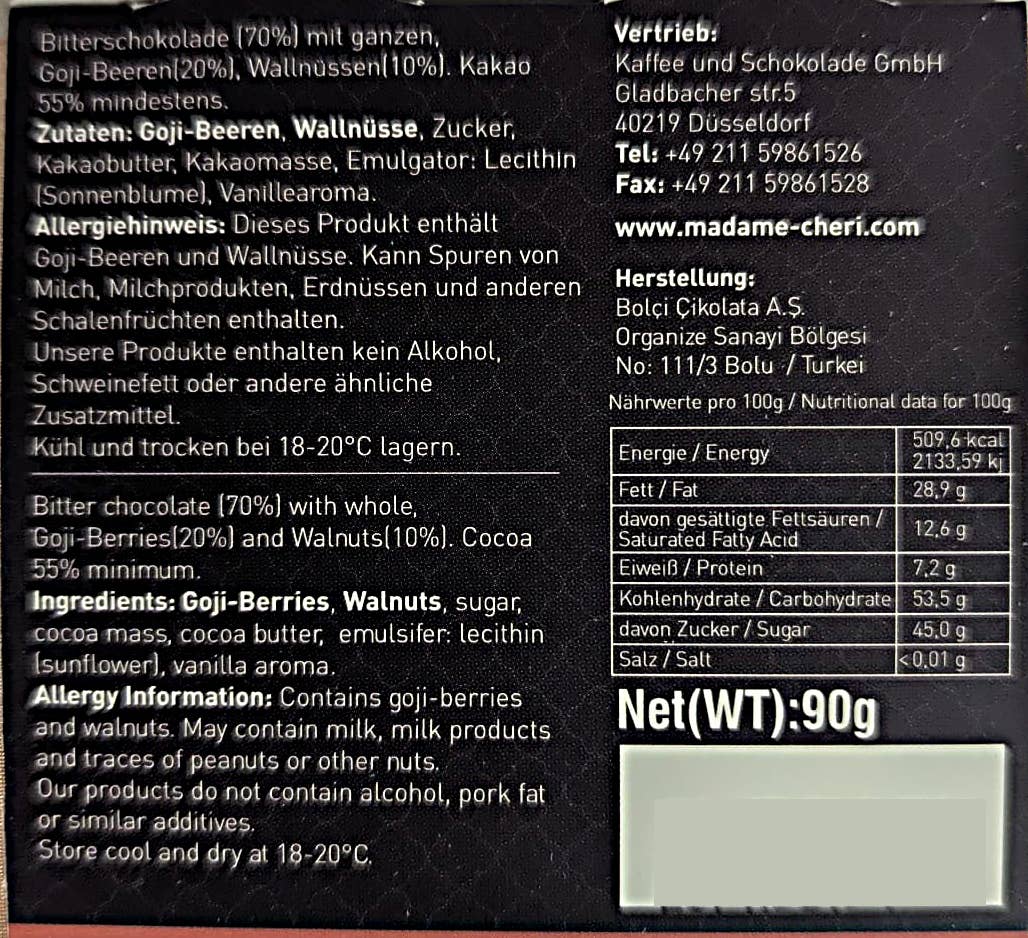 Bitterschokolade (70%) mit ganzen,
Goji-Beeren(20%), Wallnüssen(10%). Kakao
55% mindestens.
Zutaten: Goji-Beeren, Wallnüsse, Zucker,
Kakaobutter, Kakaomasse, Emulgator: Lecithin
(Sonnenblume), Vanillearoma.
Allergiehinweis: Dieses Produkt enthält
Goji-Beeren und Wallnüsse. Kann Spuren von
Milch, Milchprodukten, Erdnüssen und anderen
Schalenfrüchten enthalten.
Unsere Produkte enthalten kein Alkohol,
Schweinefett oder andere ähnliche
Zusatzmittel.
Kühl und trocken bei 18-20°C lagern.
Bitter chocolate (70%) with whole,
Goji-Berries(20%) and Walnuts(10%). Cocoa
55% minimum.
Ingredients: Goji-Berries, Walnuts, sugar,
cocoa mass, cocoa butter, emulsifer: lecithin
(sunflower), vanilla aroma.
Allergy Information: Contains goji-berries
and walnuts. May contain milk, milk products
and traces of peanuts or other nuts.
Our products do not contain alcohol, pork fat
or similar additives.
Store cool and dry at 18-20°C.
Vertrieb:
Kaffee und Schokolade GmbH
Gladbacher str.5
40219 Düsseldorf
Tel: +49 211 59861526
Fax: +49 211 59861528
www.madame-cheri.com
Herstellung:
Bolçi Çikolata A.Ş.
Organize Sanayi Bölgesi
No: 111/3 Bolu / Turkei
Nährwerte pro 100g / Nutritional data for 100g
Energie / Energy 509,6 kcal
2133,59 kj
Fett / Fat 28,9 g
davon gesättigte Fettsäuren /
Saturated Fatty Acid 12,6 g
Eiweiß / Protein 7,2 g
Kohlenhydrate / Carbohydrate 53,5 g
davon Zucker / Sugar 45,0 g
Salz / Salt <0,01 g
Net(WT):90g